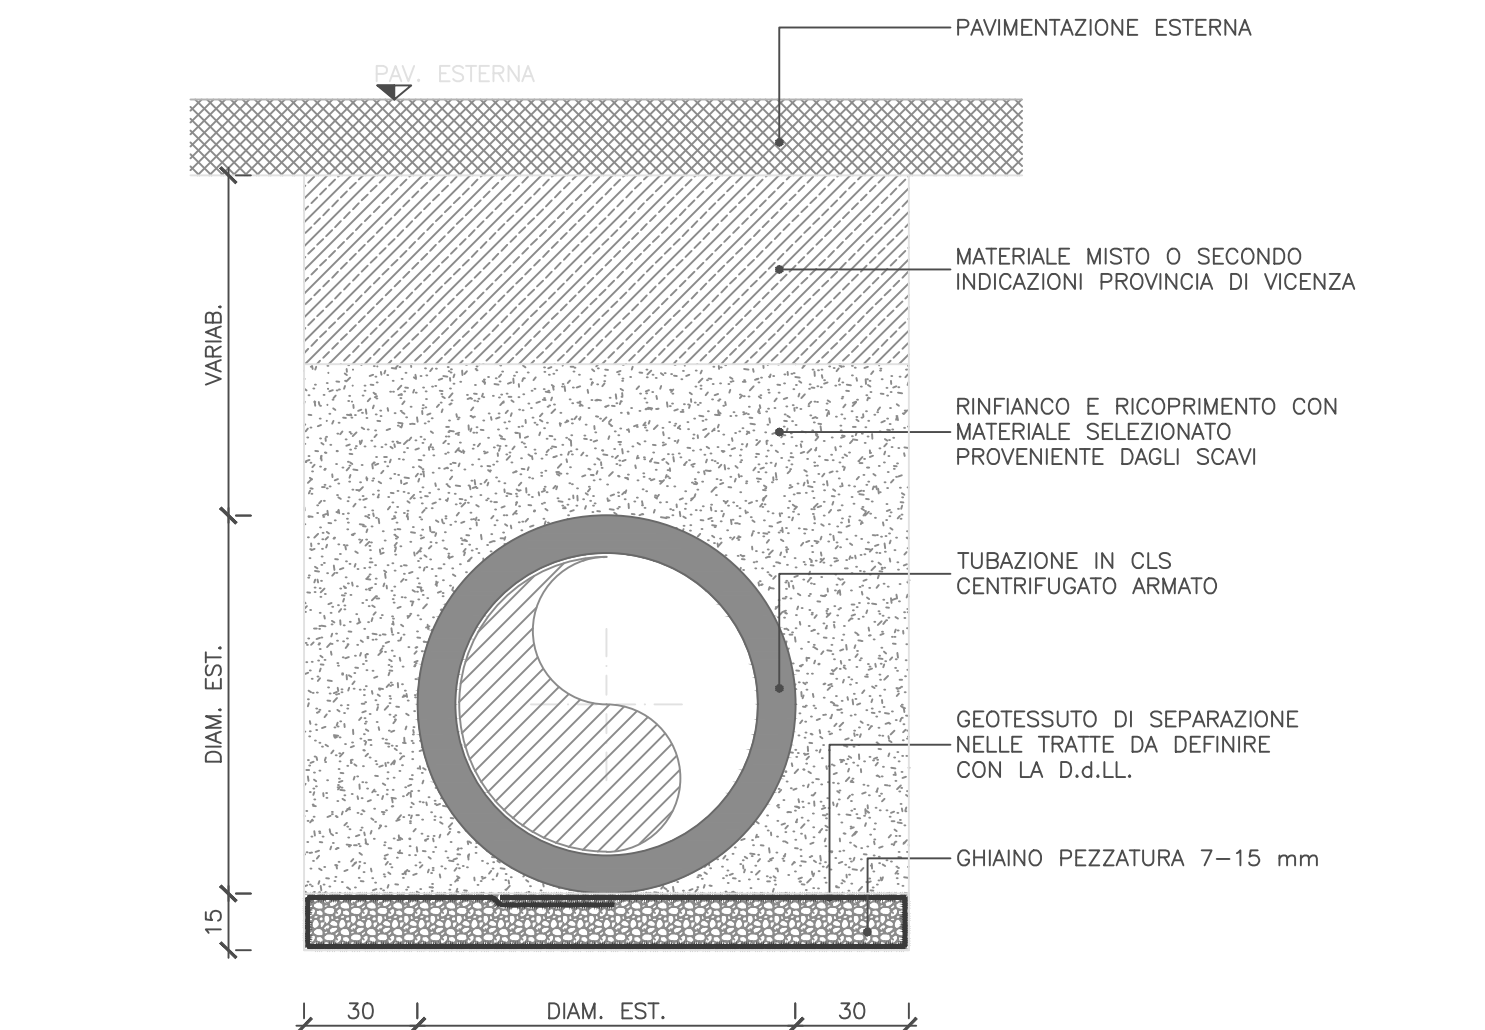 PAVIMENTAZIONE ESTERNA
PAV. ESTERNA
MATERIALE MISTO O SECONDO
INDICAZIONI PROVINCIA DI VICENZA
VARIAB.
RINFIANCO E RICOPRIMENTO CON
MATERIALE SELEZIONATO
PROVENIENTE DAGLI SCAVI
TUBAZIONE IN CLS
CENTRIFUGATO ARMATO
DIAM. EST.
GEOTESSUTO DI SEPARAZIONE
NELLE TRATTE DA DEFINIRE
CON LA D.d.LL.
GHIAINO PEZZATURA 7-15 mm
15
30 DIAM. EST. 30